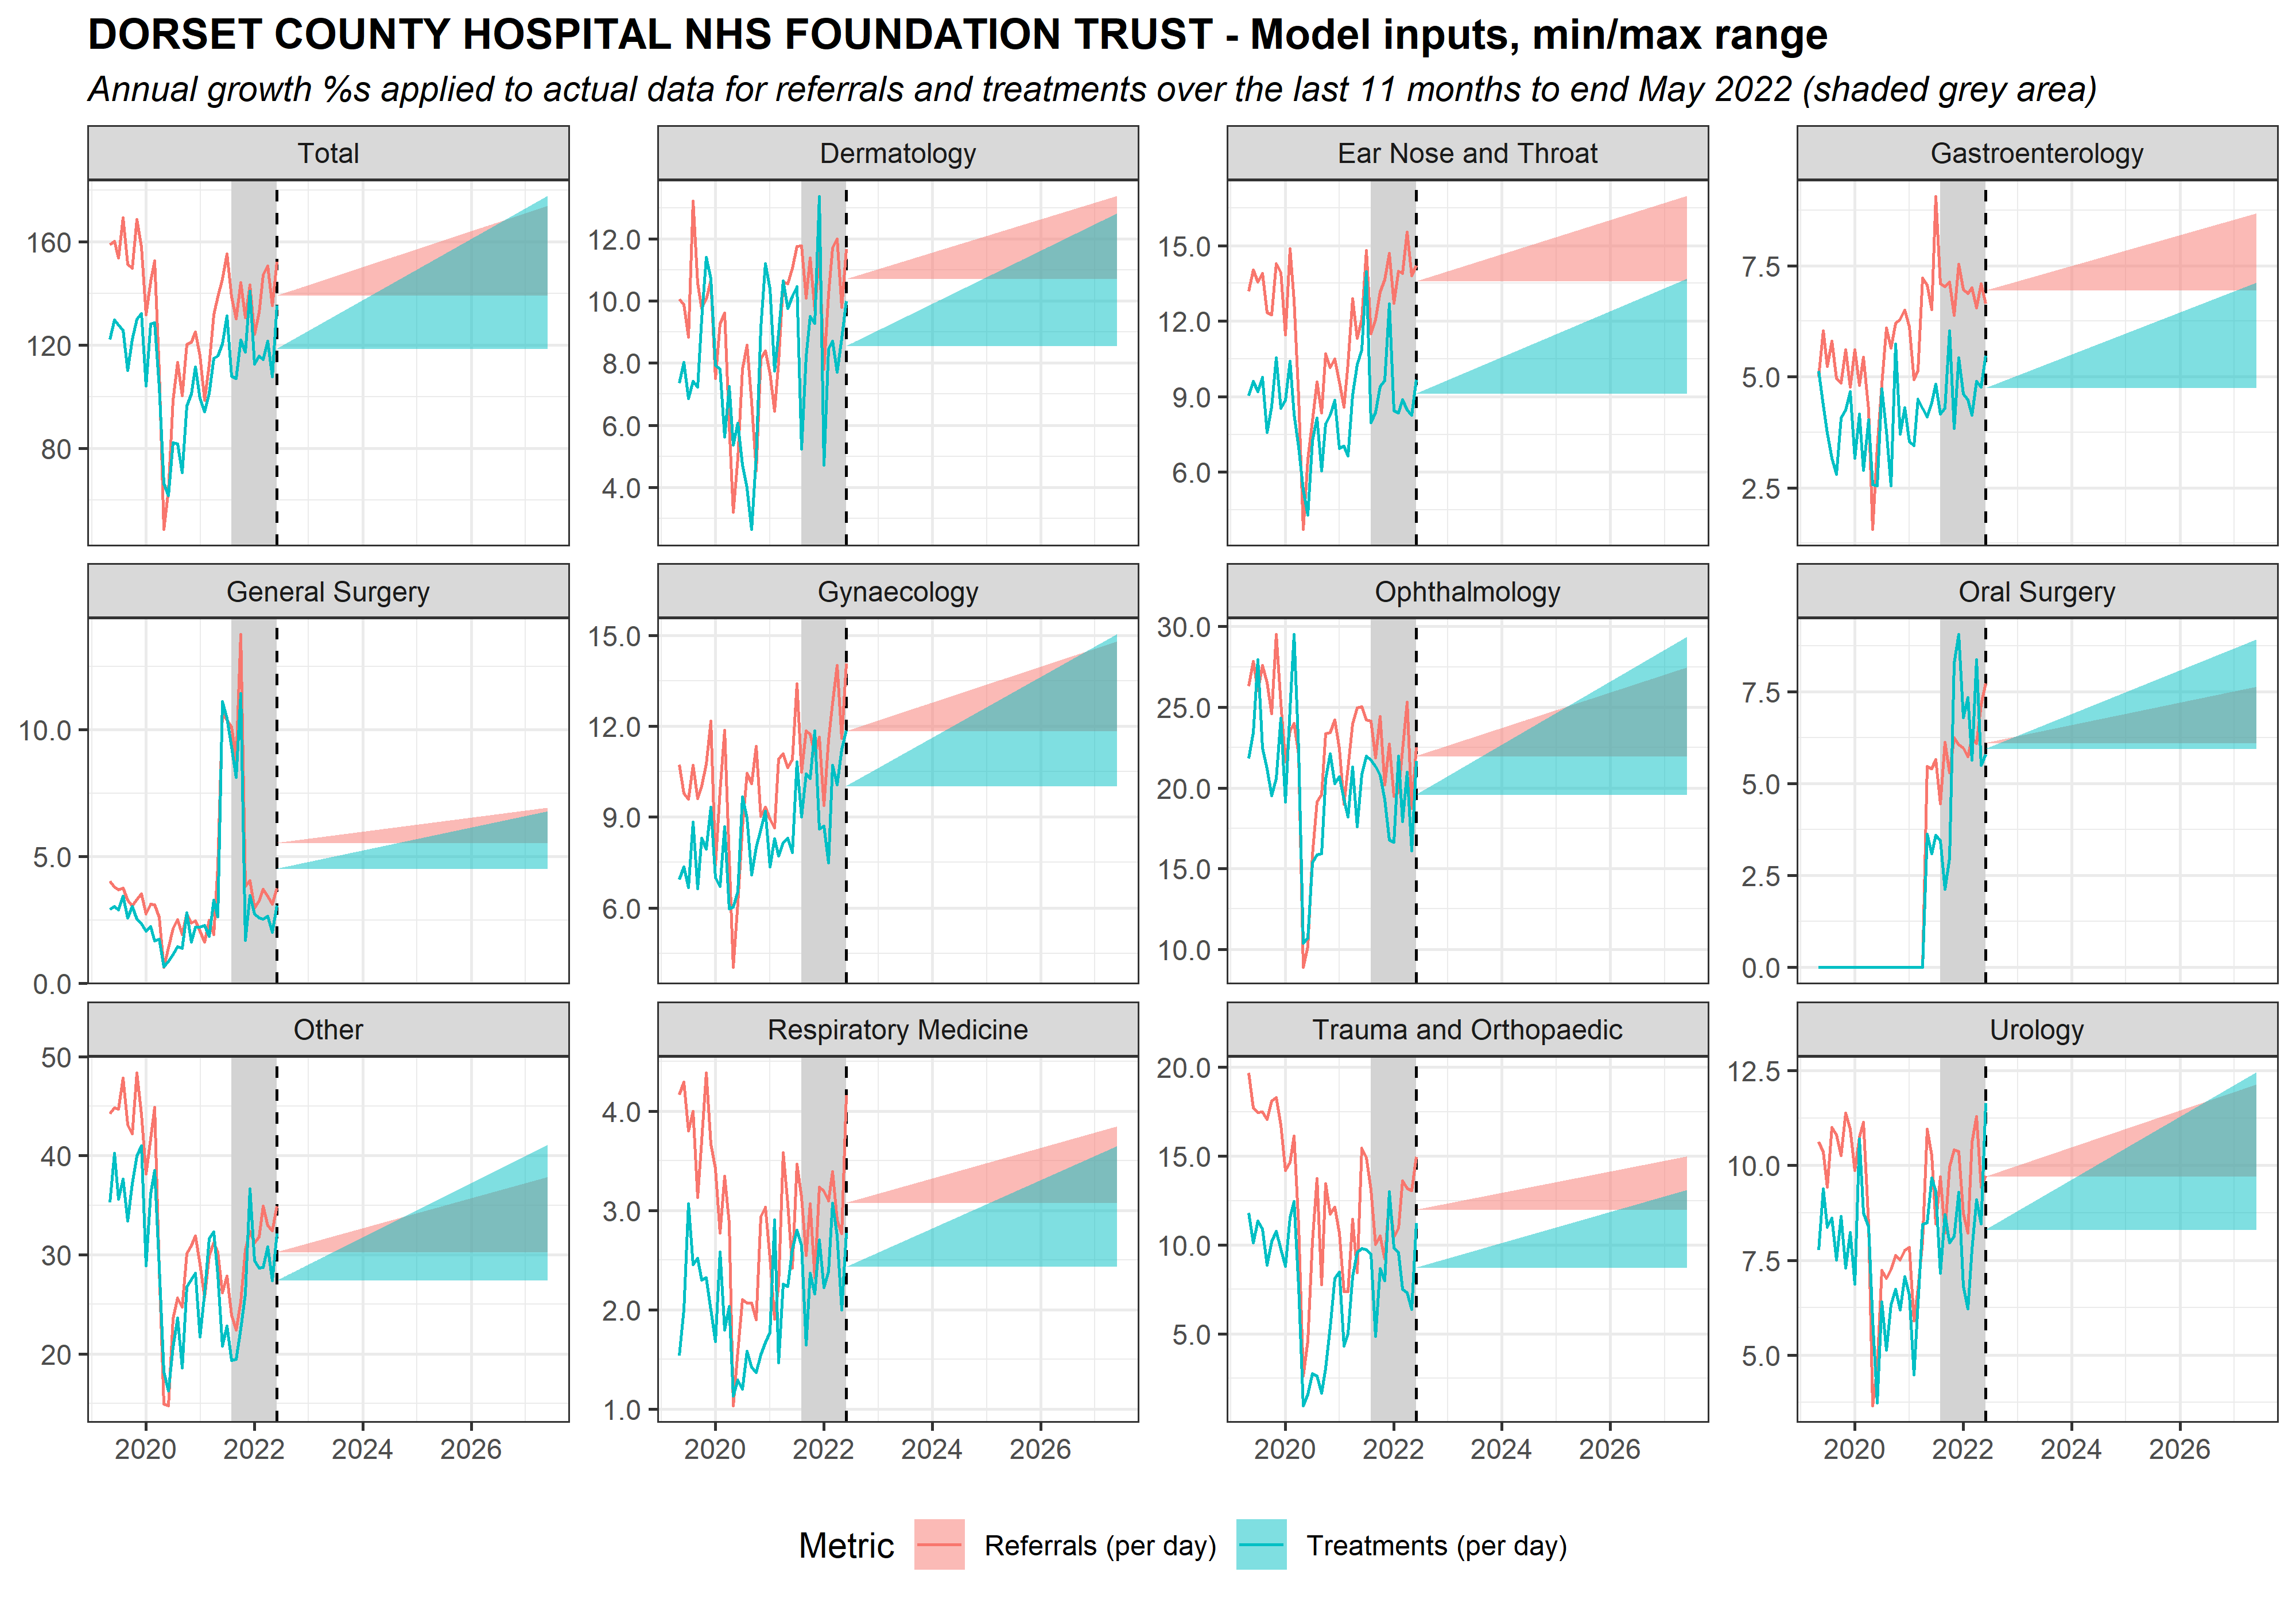 DORSET COUNTY HOSPITAL NHS FOUNDATION TRUST - Model inputs, min/max range
Annual growth %s applied to actual data for referrals and treatments over the last 11 months to end May 2022 (shaded grey area)
Total
Dermatology
Ear Nose and Throat
Gastroenterology
160
120
80
12.0
10.0
8.0
6.0
4.0
15.0
12.0
9.0
6.0
7.5
5.0
2.5
General Surgery
Gynaecology
Ophthalmology
Oral Surgery
10.0
5.0
0.0
15.0
12.0
9.0
6.0
30.0
25.0
20.0
15.0
10.0
7.5
5.0
2.5
0.0
Other
Respiratory Medicine
Trauma and Orthopaedic
Urology
50
40
30
20
4.0
3.0
2.0
1.0
20.0
15.0
10.0
5.0
12.5
10.0
7.5
5.0
2020 2022 2024 2026
2020 2022 2024 2026
2020 2022 2024 2026
2020 2022 2024 2026
Metric Referrals (per day) Treatments (per day)